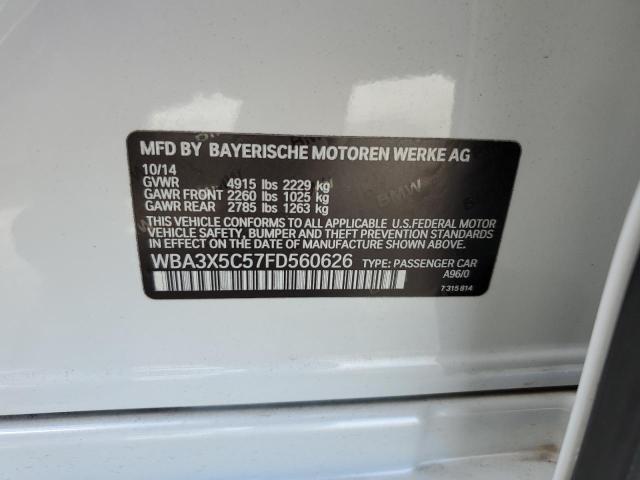 MFD BY BAYERISCHE MOTOREN WERKE AG
10/14
GVWR 4915 lbs 2229 kg
GAWR FRONT 2260 lbs 1025 kg
GAWR REAR 2785 lbs 1263 kg
THIS VEHICLE CONFORMS TO ALL APPLICABLE U.S.FEDERAL MOTOR
VEHICLE SAFETY, BUMPER, AND THEFT PREVENTION STANDARDS
IN EFFECT ON THE DATE OF MANUFACTURE SHOWN ABOVE.
WBA3X5C57FD560626 TYPE: PASSENGER CAR
A96/0
7 315 814